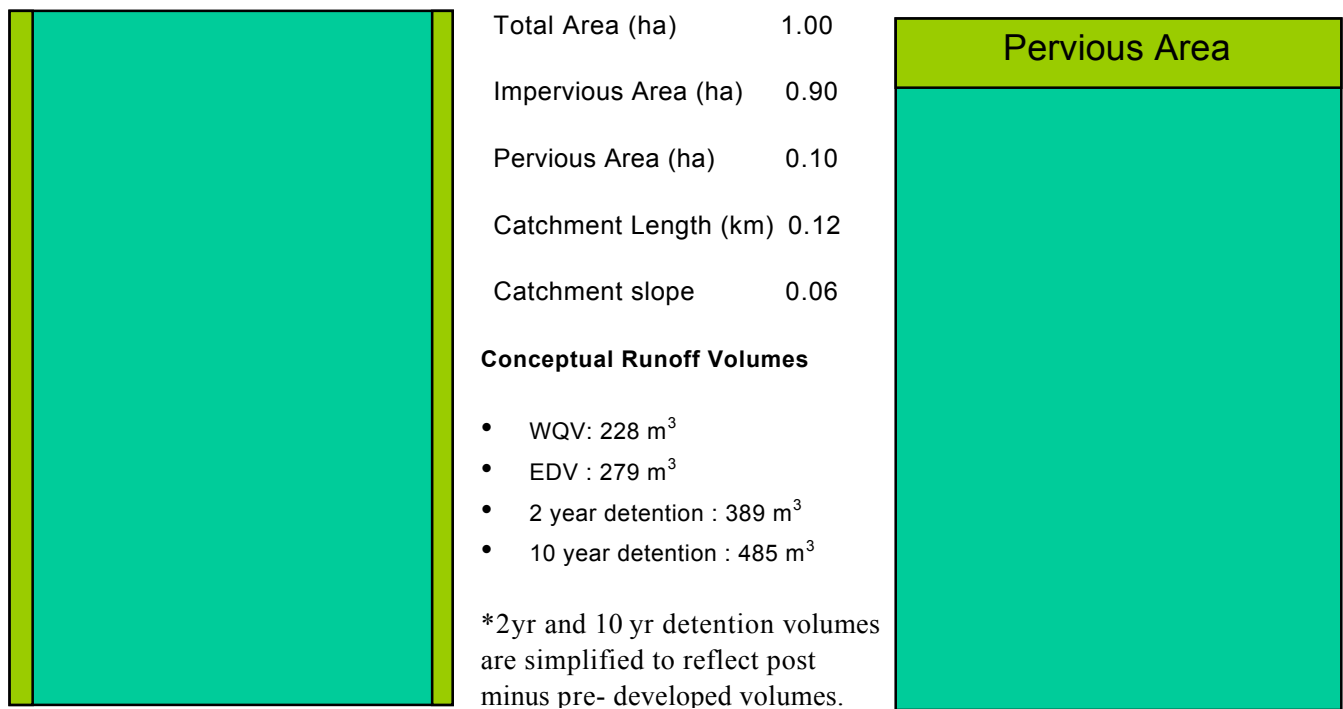 Total Area (ha) 1.00
Impervious Area (ha) 0.90
Pervious Area (ha) 0.10
Catchment Length (km) 0.12
Catchment slope 0.06
Conceptual Runoff Volumes
• WQV: 228 m³
• EDV : 279 m³
• 2 year detention : 389 m³
• 10 year detention : 485 m³
*2yr and 10 yr detention volumes
are simplified to reflect post
minus pre- developed volumes.
Pervious Area